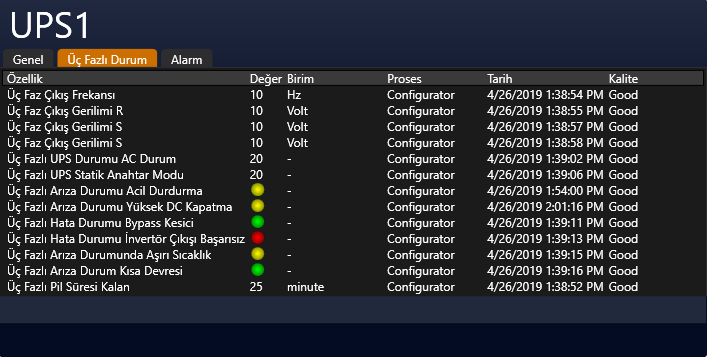 UPS1
Genel Üç Fazlı Durum Alarm
Özellik Değer Birim Proses Tarih Kalite
Üç Faz Çıkış Frekansı 10 Hz Configurator 4/26/2019 1:38:54 PM Good
Üç Faz Çıkış Gerilimi R 10 Volt Configurator 4/26/2019 1:38:55 PM Good
Üç Faz Çıkış Gerilimi S 10 Volt Configurator 4/26/2019 1:38:57 PM Good
Üç Faz Çıkış Gerilimi S 10 Volt Configurator 4/26/2019 1:38:58 PM Good
Üç Fazlı UPS Durumu AC Durum 20 - Configurator 4/26/2019 1:39:02 PM Good
Üç Fazlı UPS Statik Anahtar Modu 20 - Configurator 4/26/2019 1:39:06 PM Good
Üç Fazlı Arıza Durumu Acil Durdurma - Configurator 4/26/2019 1:54:00 PM Good
Üç Fazlı Arıza Durumu Yüksek DC Kapatma - Configurator 4/26/2019 2:01:16 PM Good
Üç Fazlı Hata Durumu Bypass Kesici - Configurator 4/26/2019 1:39:11 PM Good
Üç Fazlı Hata Durumu İnvertör Çıkışı Başarısız - Configurator 4/26/2019 1:39:13 PM Good
Üç Fazlı Arıza Durumunda Aşırı Sıcaklık - Configurator 4/26/2019 1:39:15 PM Good
Üç Fazlı Arıza Durum Kısa Devresi - Configurator 4/26/2019 1:39:16 PM Good
Üç Fazlı Pil Süresi Kalan 25 minute Configurator 4/26/2019 1:38:52 PM Good